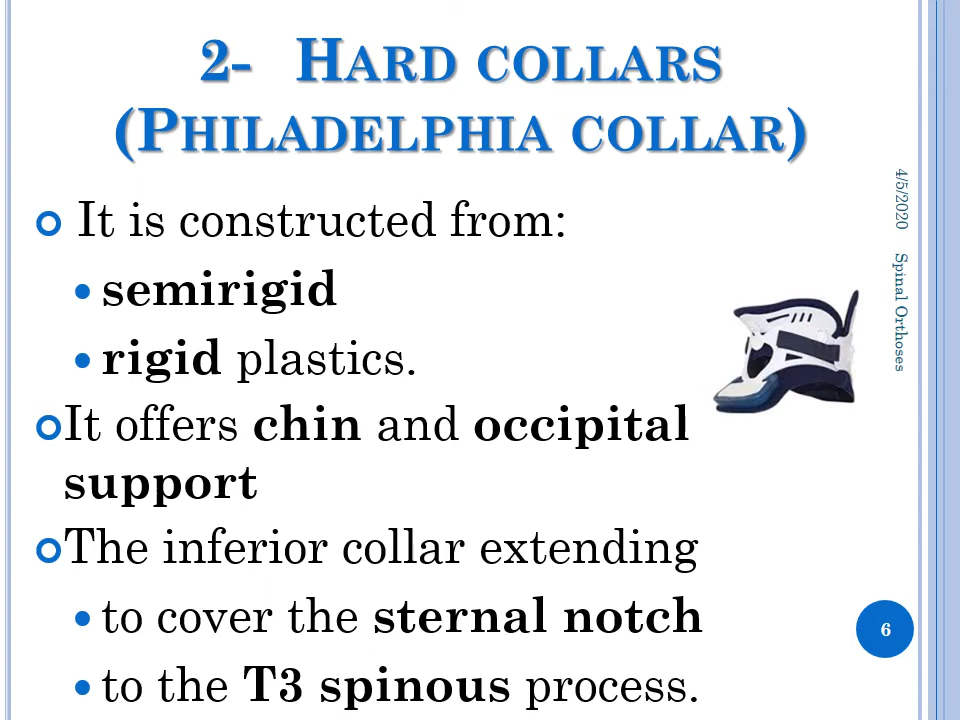 2- Hard collars
(Philadelphia collar)
It is constructed from:
semirigid
rigid plastics.
It offers chin and occipital
support
The inferior collar extending
to cover the sternal notch
to the T3 spinous process.
4/5/2020
Spinal Orthoses
6